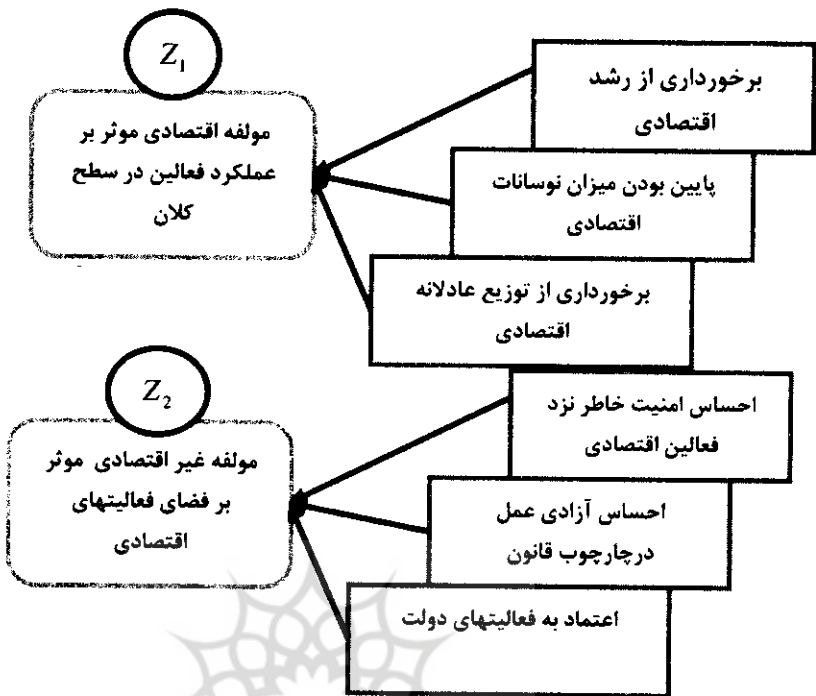 Z1
مولفه اقتصادی موثر بر
عملکرد فعالین در سطح
کلان
برخورداری از رشد
اقتصادی
پایین بودن میزان نوسانات
اقتصادی
برخورداری از توزیع عادلانه
اقتصادی
Z2
مولفه غیر اقتصادی موثر
بر فضای فعالیتهای
اقتصادی
احساس امنیت خاطر نزد
فعالین اقتصادی
احساس آزادی عمل
درچارچوب قانون
اعتماد به فعالیتهای دولت